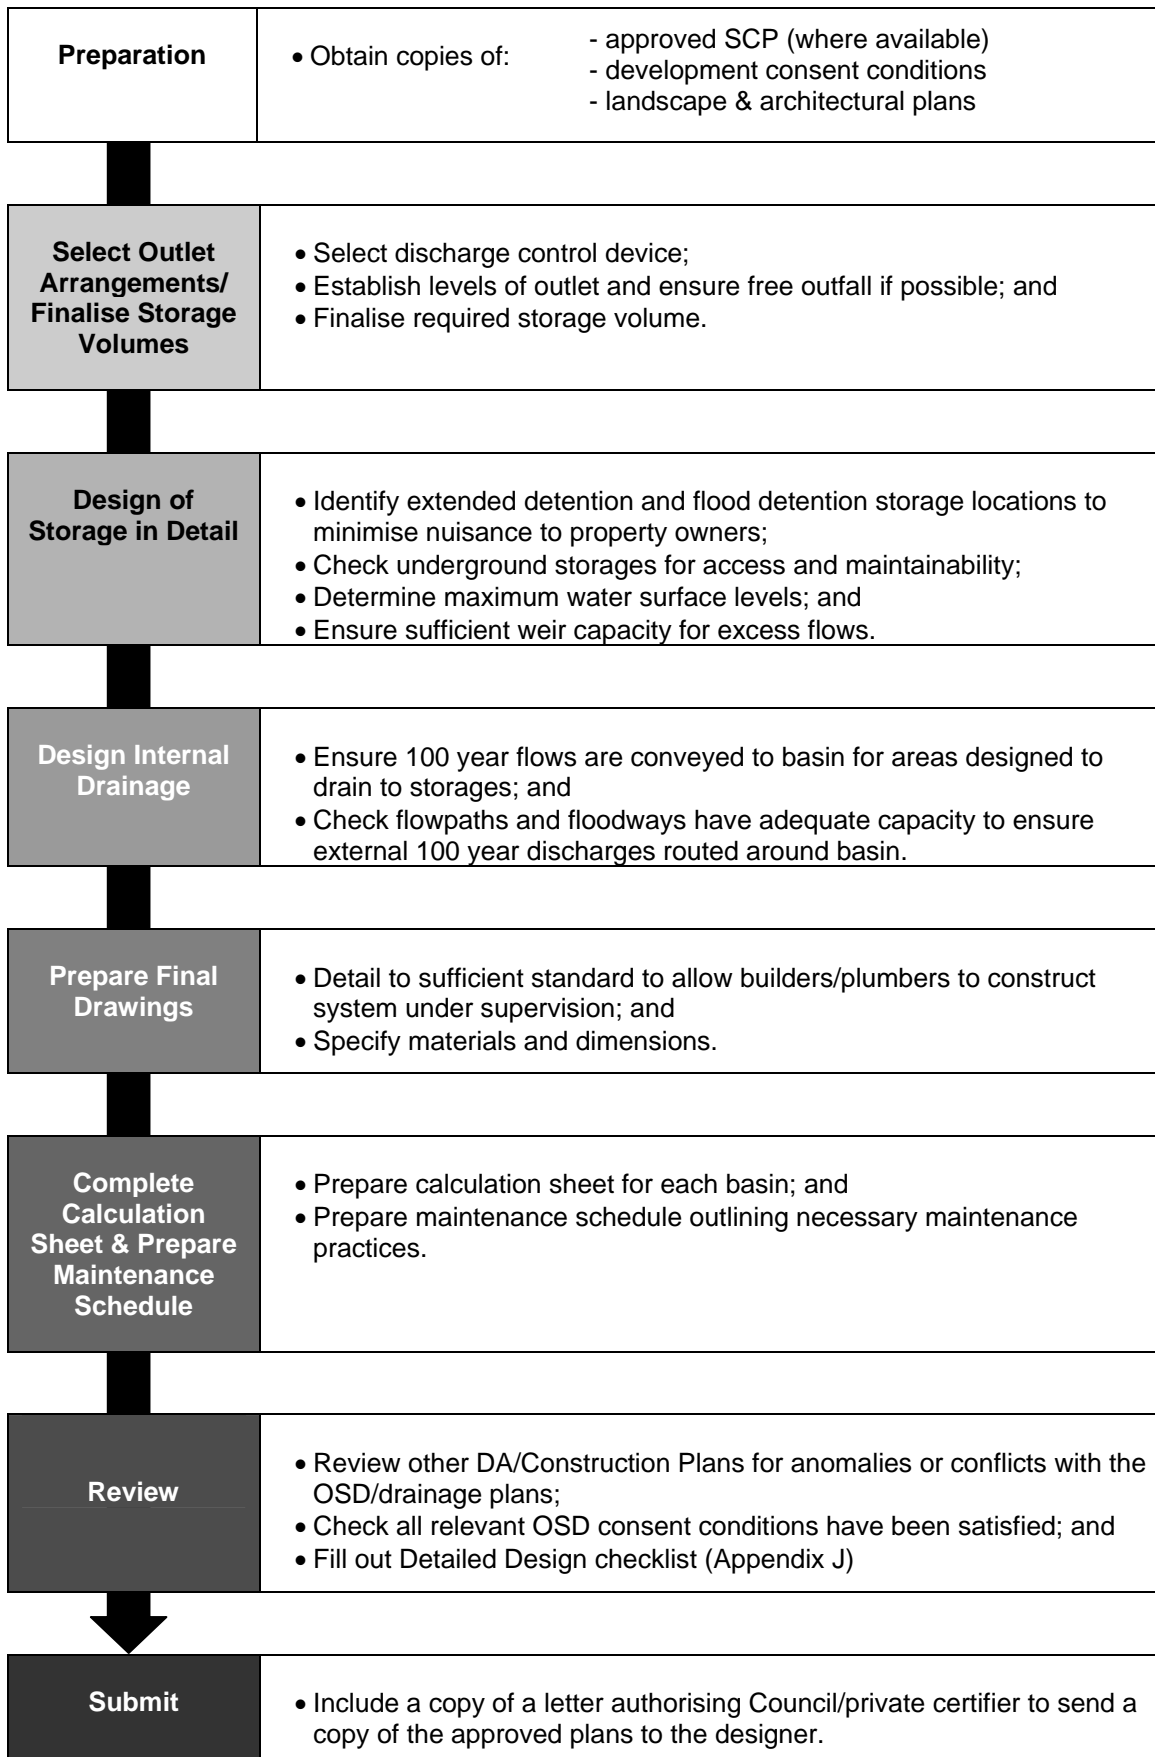 Preparation
• Obtain copies of:
- approved SCP (where available)
- development consent conditions
- landscape & architectural plans
Select Outlet
Arrangements/
Finalise Storage
Volumes
• Select discharge control device;
• Establish levels of outlet and ensure free outfall if possible; and
• Finalise required storage volume.
Design of
Storage in Detail
• Identify extended detention and flood detention storage locations to
minimise nuisance to property owners;
• Check underground storages for access and maintainability;
• Determine maximum water surface levels; and
• Ensure sufficient weir capacity for excess flows.
Design Internal
Drainage
• Ensure 100 year flows are conveyed to basin for areas designed to
drain to storages; and
• Check flowpaths and floodways have adequate capacity to ensure
external 100 year discharges routed around basin.
Prepare Final
Drawings
• Detail to sufficient standard to allow builders/plumbers to construct
system under supervision; and
• Specify materials and dimensions.
Complete
Calculation
Sheet & Prepare
Maintenance
Schedule
• Prepare calculation sheet for each basin; and
• Prepare maintenance schedule outlining necessary maintenance
practices.
Review
• Review other DA/Construction Plans for anomalies or conflicts with the
OSD/drainage plans;
• Check all relevant OSD consent conditions have been satisfied; and
• Fill out Detailed Design checklist (Appendix J)
Submit
• Include a copy of a letter authorising Council/private certifier to send a
copy of the approved plans to the designer.